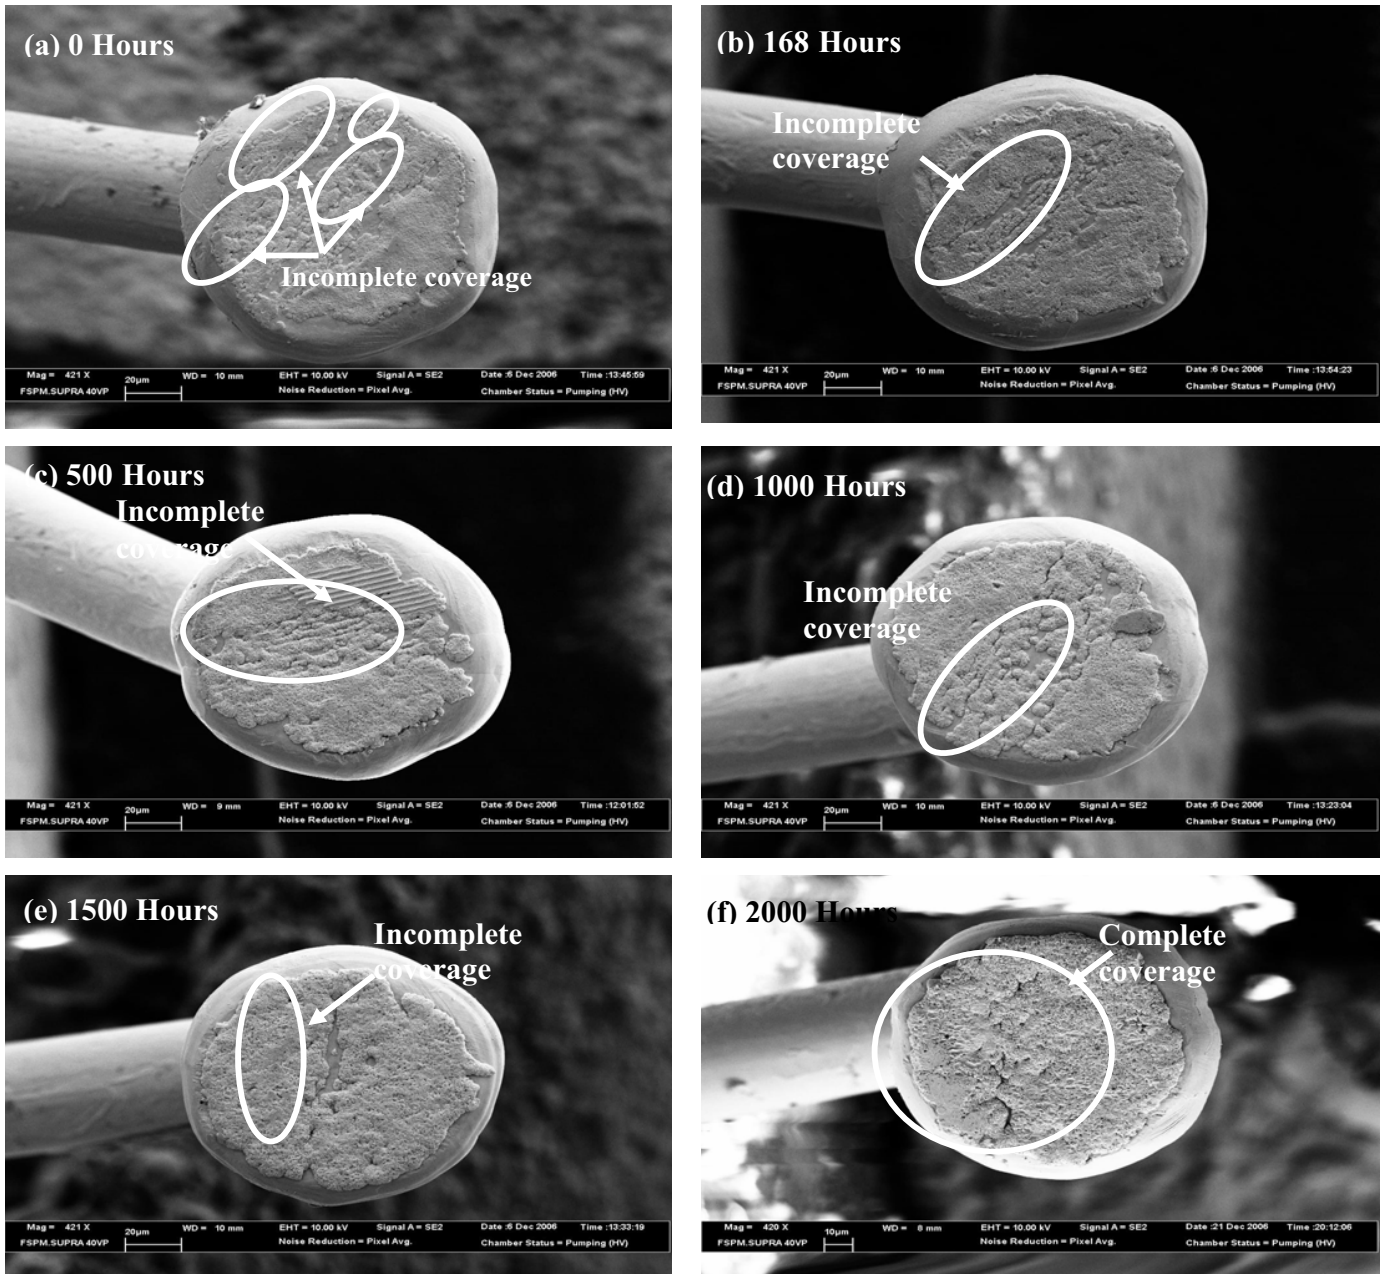 (a) 0 Hours
Incomplete coverage
Mag = 421 X
20µm
WD = 10 mm
EHT = 10.00 kV
Signal A = SE2
Date :6 Dec 2006
Time :13:45:59
FSPM.SUPRA 40VP
Noise Reduction = Pixel Avg.
Chamber Status = Pumping (HV)
(b) 168 Hours
Incomplete
coverage
Mag = 421 X
20µm
WD = 10 mm
EHT = 10.00 kV
Signal A = SE2
Date :6 Dec 2006
Time :13:54:23
FSPM.SUPRA 40VP
Noise Reduction = Pixel Avg.
Chamber Status = Pumping (HV)
(c) 500 Hours
Incomplete
coverage
Mag = 421 X
20µm
WD = 9 mm
EHT = 10.00 kV
Signal A = SE2
Date :6 Dec 2006
Time :12:01:52
FSPM.SUPRA 40VP
Noise Reduction = Pixel Avg.
Chamber Status = Pumping (HV)
(d) 1000 Hours
Incomplete
coverage
Mag = 421 X
20µm
WD = 10 mm
EHT = 10.00 kV
Signal A = SE2
Date :6 Dec 2006
Time :13:23:04
FSPM.SUPRA 40VP
Noise Reduction = Pixel Avg.
Chamber Status = Pumping (HV)
(e) 1500 Hours
Incomplete
coverage
Mag = 421 X
20µm
WD = 10 mm
EHT = 10.00 kV
Signal A = SE2
Date :6 Dec 2006
Time :13:33:19
FSPM.SUPRA 40VP
Noise Reduction = Pixel Avg.
Chamber Status = Pumping (HV)
(f) 2000 Hours
Complete
coverage
Mag = 420 X
10µm
WD = 8 mm
EHT = 10.00 kV
Signal A = SE2
Date :21 Dec 2006
Time :20:12:06
FSPM.SUPRA 40VP
Noise Reduction = Pixel Avg.
Chamber Status = Pumping (HV)